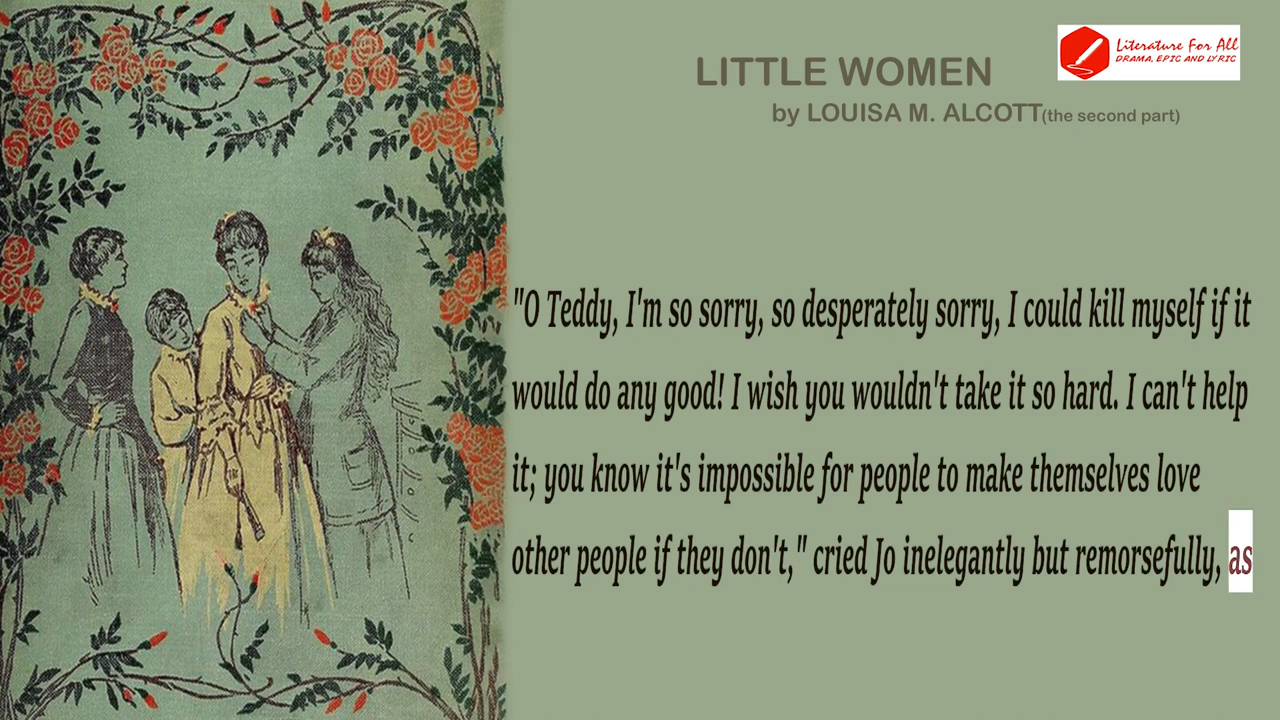 LITTLE WOMEN
by LOUISA M. ALCOTT(the second part)
Literature For All
DRAMA, EPIC AND LYRIC
"O Teddy, I'm so sorry, so desperately sorry, I could kill myself if it
would do any good! I wish you wouldn't take it so hard. I can't help
it; you know it's impossible for people to make themselves love
other people if they don't," cried Jo inelegantly but remorsefully, as